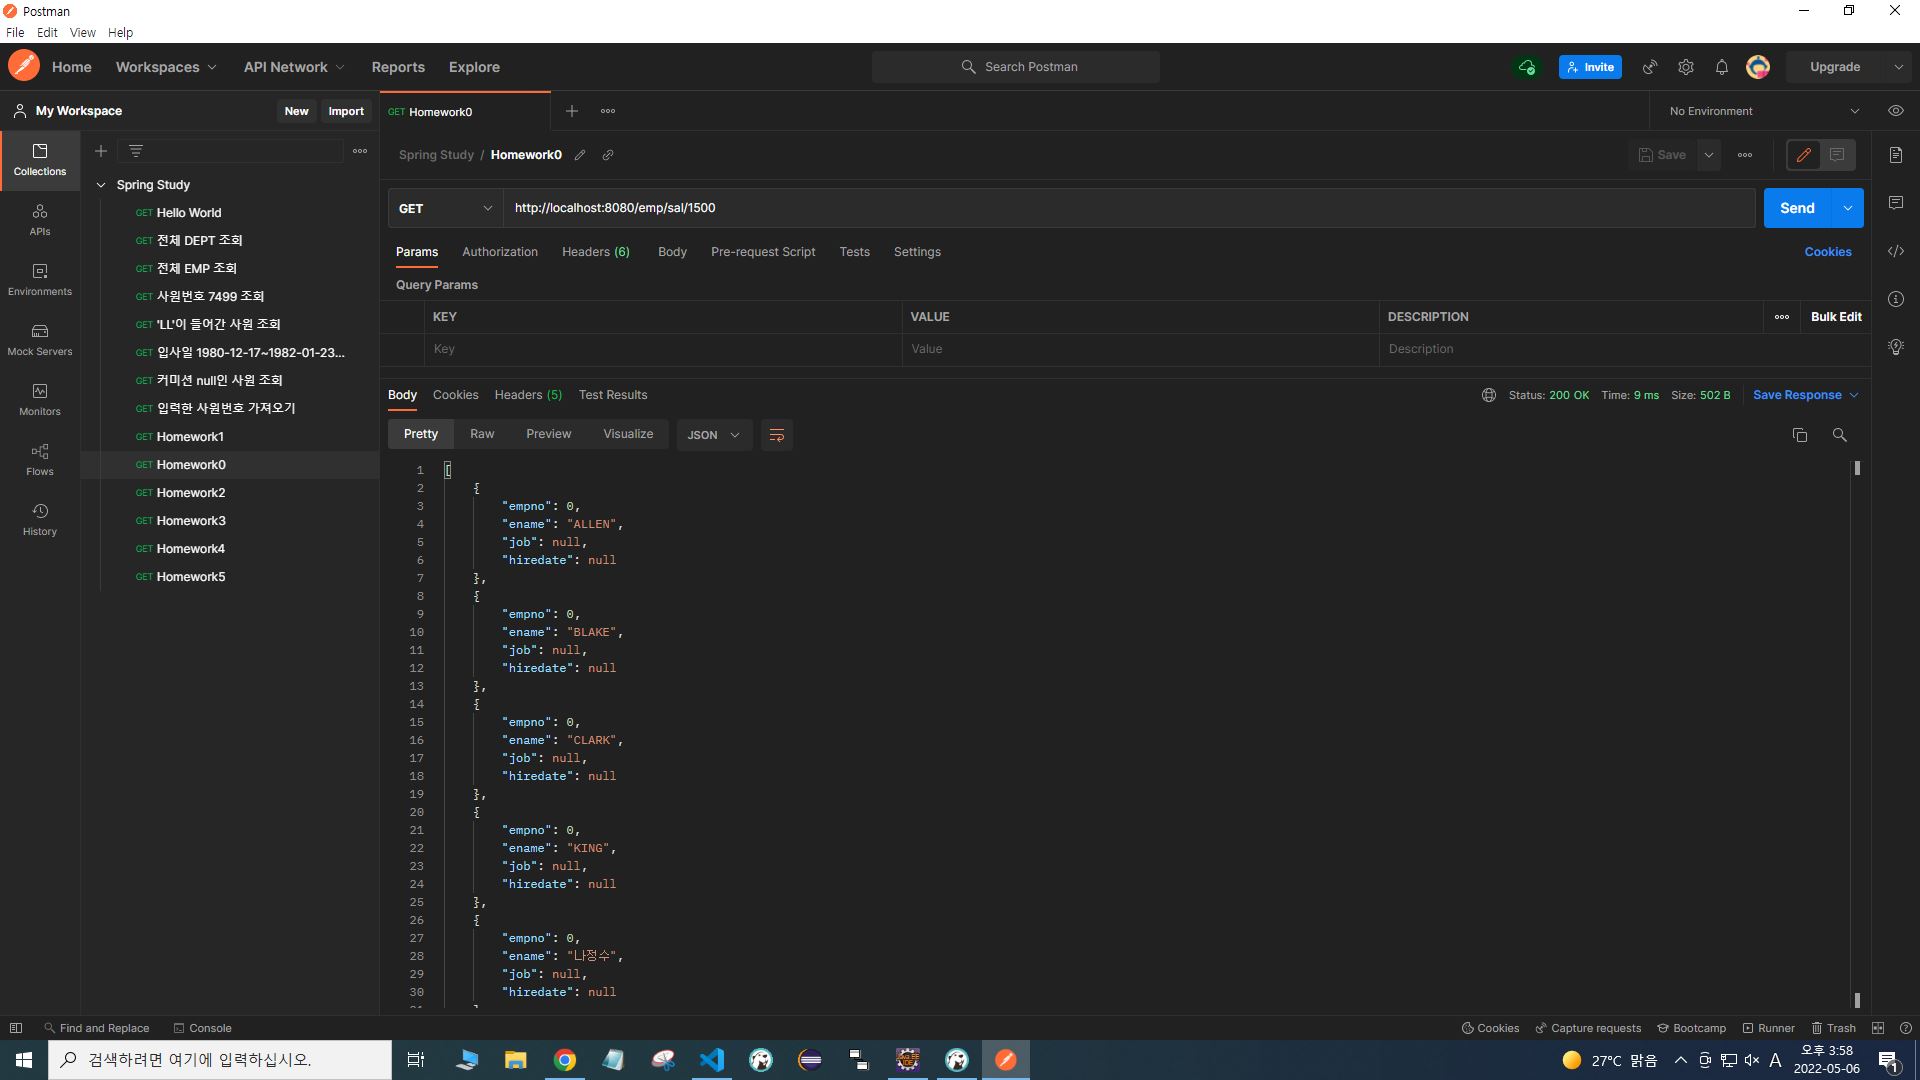 Postman
File Edit View Help
Home Workspaces API Network Reports Explore Search Postman Invite Upgrade
My Workspace New Import GET Homework0 No Environment
Collections
APIs
Environments
Mock Servers
Monitors
Flows
History
Spring Study
GET Hello World
GET 전체 DEPT 조회
GET 전체 EMP 조회
GET 사원번호 7499 조회
GET 'LL'이 들어간 사원 조회
GET 입사일 1980-12-17~1982-01-23...
GET 커미션 null인 사원 조회
GET 입력한 사원번호 가져오기
GET Homework1
GET Homework0
GET Homework2
GET Homework3
GET Homework4
GET Homework5
Spring Study / Homework0 Save
GET http://localhost:8080/emp/sal/1500 Send
Params Authorization Headers (6) Body Pre-request Script Tests Settings Cookies
Query Params
KEY VALUE DESCRIPTION Bulk Edit
Key Value Description
Body Cookies Headers (5) Test Results Status: 200 OK Time: 9 ms Size: 502 B Save Response
Pretty Raw Preview Visualize JSON
1 [
2 {
3 "empno": 0,
4 "ename": "ALLEN",
5 "job": null,
6 "hiredate": null
7 },
8 {
9 "empno": 0,
10 "ename": "BLAKE",
11 "job": null,
12 "hiredate": null
13 },
14 {
15 "empno": 0,
16 "ename": "CLARK",
17 "job": null,
18 "hiredate": null
19 },
20 {
21 "empno": 0,
22 "ename": "KING",
23 "job": null,
24 "hiredate": null
25 },
26 {
27 "empno": 0,
28 "ename": "나정수",
29 "job": null,
30 "hiredate": null
Find and Replace Console Cookies Capture requests Bootcamp Runner Trash
검색하려면 여기에 입력하십시오. 27°C 맑음 A 오후 3:58
2022-05-06 1